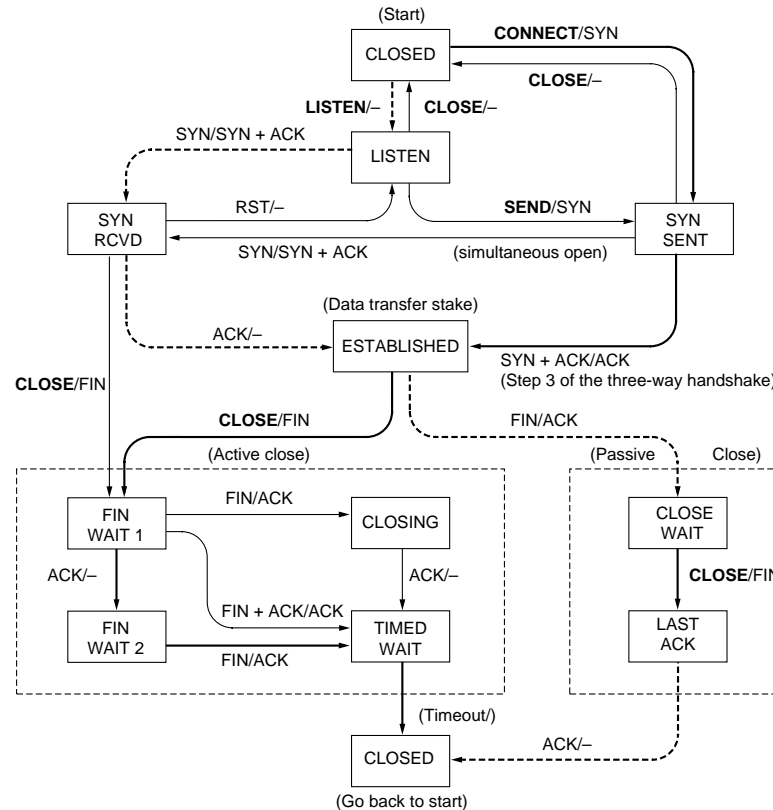 (Start)
CLOSED
CONNECT/SYN
CLOSE/–
LISTEN/–
CLOSE/–
SYN/SYN + ACK
LISTEN
SYN
RCVD
RST/–
SEND/SYN
SYN
SENT
SYN/SYN + ACK
(simultaneous open)
(Data transfer stake)
ACK/–
ESTABLISHED
SYN + ACK/ACK
(Step 3 of the three-way handshake)
CLOSE/FIN
CLOSE/FIN
FIN/ACK
(Active close)
(Passive Close)
FIN
WAIT 1
FIN/ACK
CLOSING
CLOSE
WAIT
ACK/–
ACK/–
CLOSE/FIN
FIN + ACK/ACK
FIN
WAIT 2
FIN/ACK
TIMED
WAIT
LAST
ACK
(Timeout/)
CLOSED
ACK/–
(Go back to start)